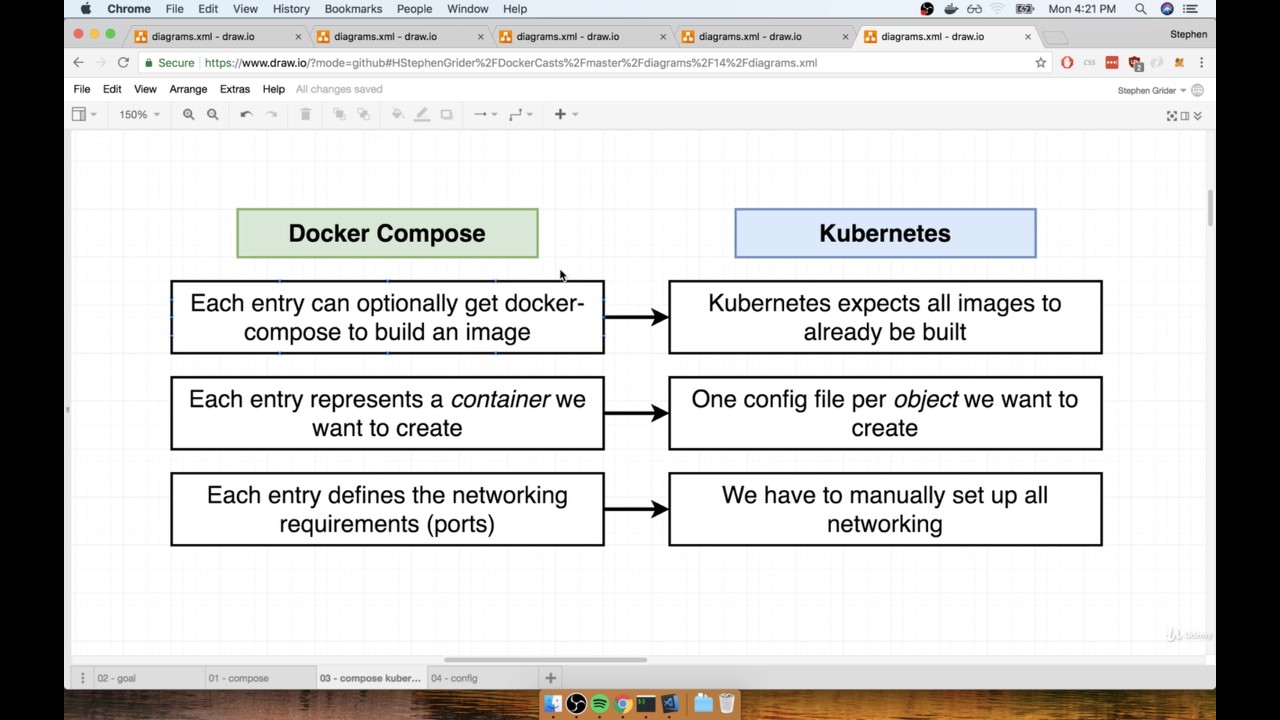 Chrome File Edit View History Bookmarks People Window Help Mon 4:21 PM
diagrams.xml - draw.io diagrams.xml - draw.io diagrams.xml - draw.io diagrams.xml - draw.io diagrams.xml - draw.io Stephen
Secure https://www.draw.io/?mode=github#HStephenGrider%2FDockerCasts%2Fmaster%2Fdiagrams%2F14%2Fdiagrams.xml
File Edit View Arrange Extras Help All changes saved Stephen Grider
150%
Docker Compose
Kubernetes
Each entry can optionally get docker-
compose to build an image
Kubernetes expects all images to
already be built
Each entry represents a container we
want to create
One config file per object we want to
create
Each entry defines the networking
requirements (ports)
We have to manually set up all
networking
Udemy
02 - goal 01 - compose 03 - compose kuber... 04 - config